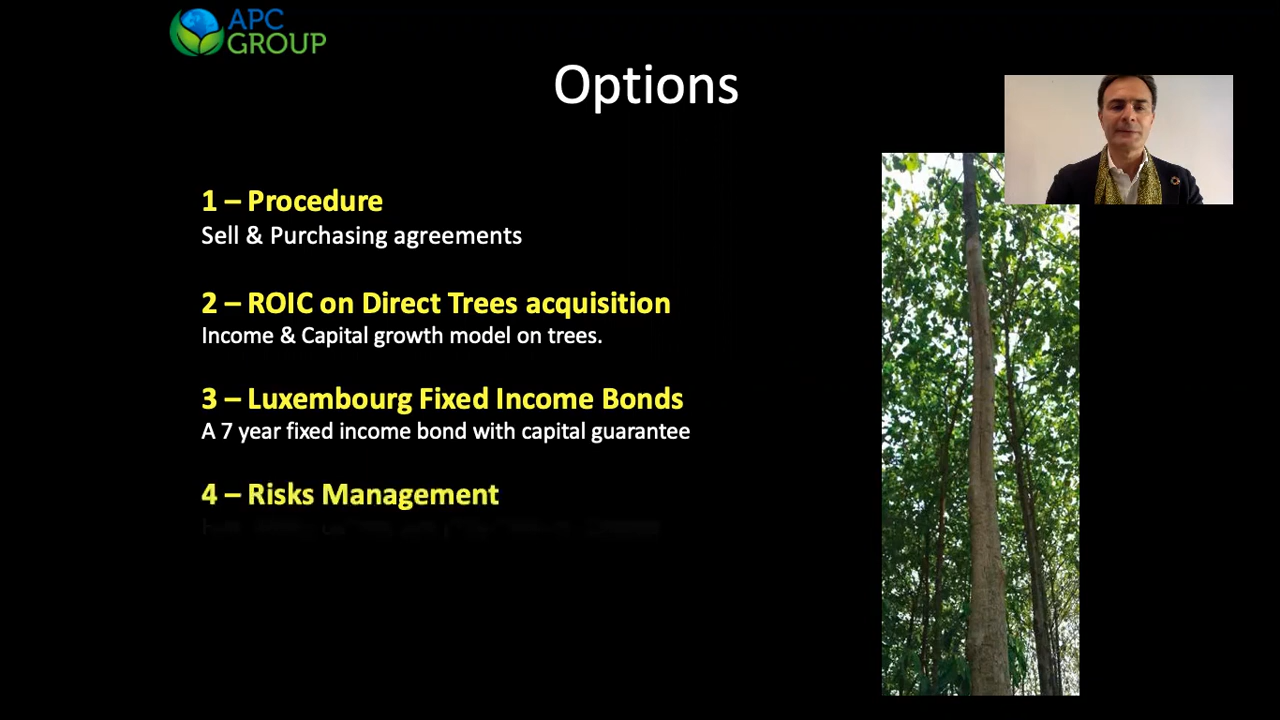 APC
GROUP
Options
1 – Procedure
Sell & Purchasing agreements
2 – ROIC on Direct Trees acquisition
Income & Capital growth model on trees.
3 – Luxembourg Fixed Income Bonds
A 7 year fixed income bond with capital guarantee
4 – Risks Management